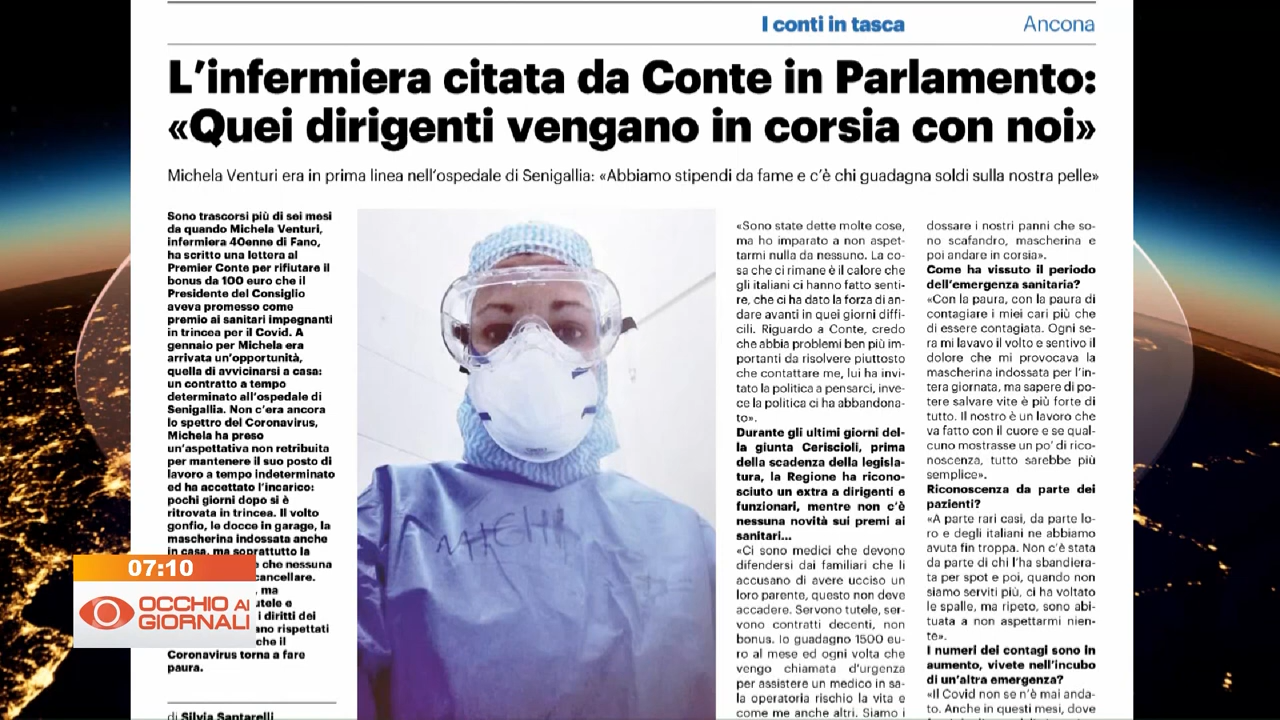 I conti in tasca
Ancona
L'infermiera citata da Conte in Parlamento:
«Quei dirigenti vengano in corsia con noi»
Michela Venturi era in prima linea nell'ospedale di Senigallia: «Abbiamo stipendi da fame e c'è chi guadagna soldi sulla nostra pelle»
Sono trascorsi più di sei mesi
da quando Michela Venturi,
infermiera 40enne di Fano,
ha scritto una lettera al
Premier Conte per rifiutare il
bonus da 100 euro che il
Presidente del Consiglio
aveva promesso come
premio ai sanitari impegnanti
in trincea per il Covid. A
gennaio per Michela era
arrivata un'opportunità,
quella di avvicinarsi a casa:
un contratto a tempo
determinato all'ospedale di
Senigallia. Non c'era ancora
lo spettro del Coronavirus,
Michela ha preso
un'aspettativa non retribuita
per mantenere il suo posto di
lavoro a tempo indeterminato
ed ha accettato l'incarico:
pochi giorni dopo si è
ritrovata in trincea. Il volto
gonfio, le docce in garage, la
mascherina indossata anche
in casa, ma soprattutto la
che nessuna
cancellare.
, ma
utele e
i diritti dei
ano rispettati
che il
Coronavirus torna a fare
paura.
di Silvia Santarelli
MICHI
«Sono state dette molte cose,
ma ho imparato a non aspet-
tarmi nulla da nessuno. La co-
sa che ci rimane è il calore che
gli italiani ci hanno fatto senti-
re, che ci ha dato la forza di an-
dare avanti in quei giorni diffi-
cili. Riguardo a Conte, credo
che abbia problemi ben più im-
portanti da risolvere piuttosto
che contattare me, lui ha invi-
tato la politica a pensarci, inve-
ce la politica ci ha abbandona-
to».
Durante gli ultimi giorni del-
la giunta Ceriscioli, prima
della scadenza della legisla-
tura, la Regione ha ricono-
sciuto un extra a dirigenti e
funzionari, mentre non c'è
nessuna novità sui premi ai
sanitari...
«Ci sono medici che devono
difendersi dai familiari che li
accusano di avere ucciso un
loro parente, questo non deve
accadere. Servono tutele, ser-
vono contratti decenti, non
bonus. Io guadagno 1500 eu-
ro al mese ed ogni volta che
vengo chiamata d'urgenza
per assistere un medico in sa-
la operatoria rischio la vita e
come me anche altri. Siamo i
dossare i nostri panni che so-
no scafandro, mascherina e
poi andare in corsia».
Come ha vissuto il periodo
dell'emergenza sanitaria?
«Con la paura, con la paura di
contagiare i miei cari più che
di essere contagiata. Ogni se-
ra mi lavavo il volto e sentivo il
dolore che mi provocava la
mascherina indossata per l'in-
tera giornata, ma sapere di po-
tere salvare vite è più forte di
tutto. Il nostro è un lavoro che
va fatto con il cuore e se qual-
cuno mostrasse un po' di rico-
noscenza, tutto sarebbe più
semplice».
Riconoscenza da parte dei
pazienti?
«A parte rari casi, da parte lo-
ro e degli italiani ne abbiamo
avuta fin troppa. Non c'è stata
da parte di chi l'ha sbandiera-
ta per spot e poi, quando non
siamo serviti più, ci ha voltato
le spalle, ma ripeto, sono abi-
tuata a non aspettarmi nien-
te».
I numeri dei contagi sono in
aumento, vivete nell'incubo
di un'altra emergenza?
«Il Covid non se n'è mai anda-
to. Anche in questi mesi, dove
07:10
OCCHIO AI
GIORNALI